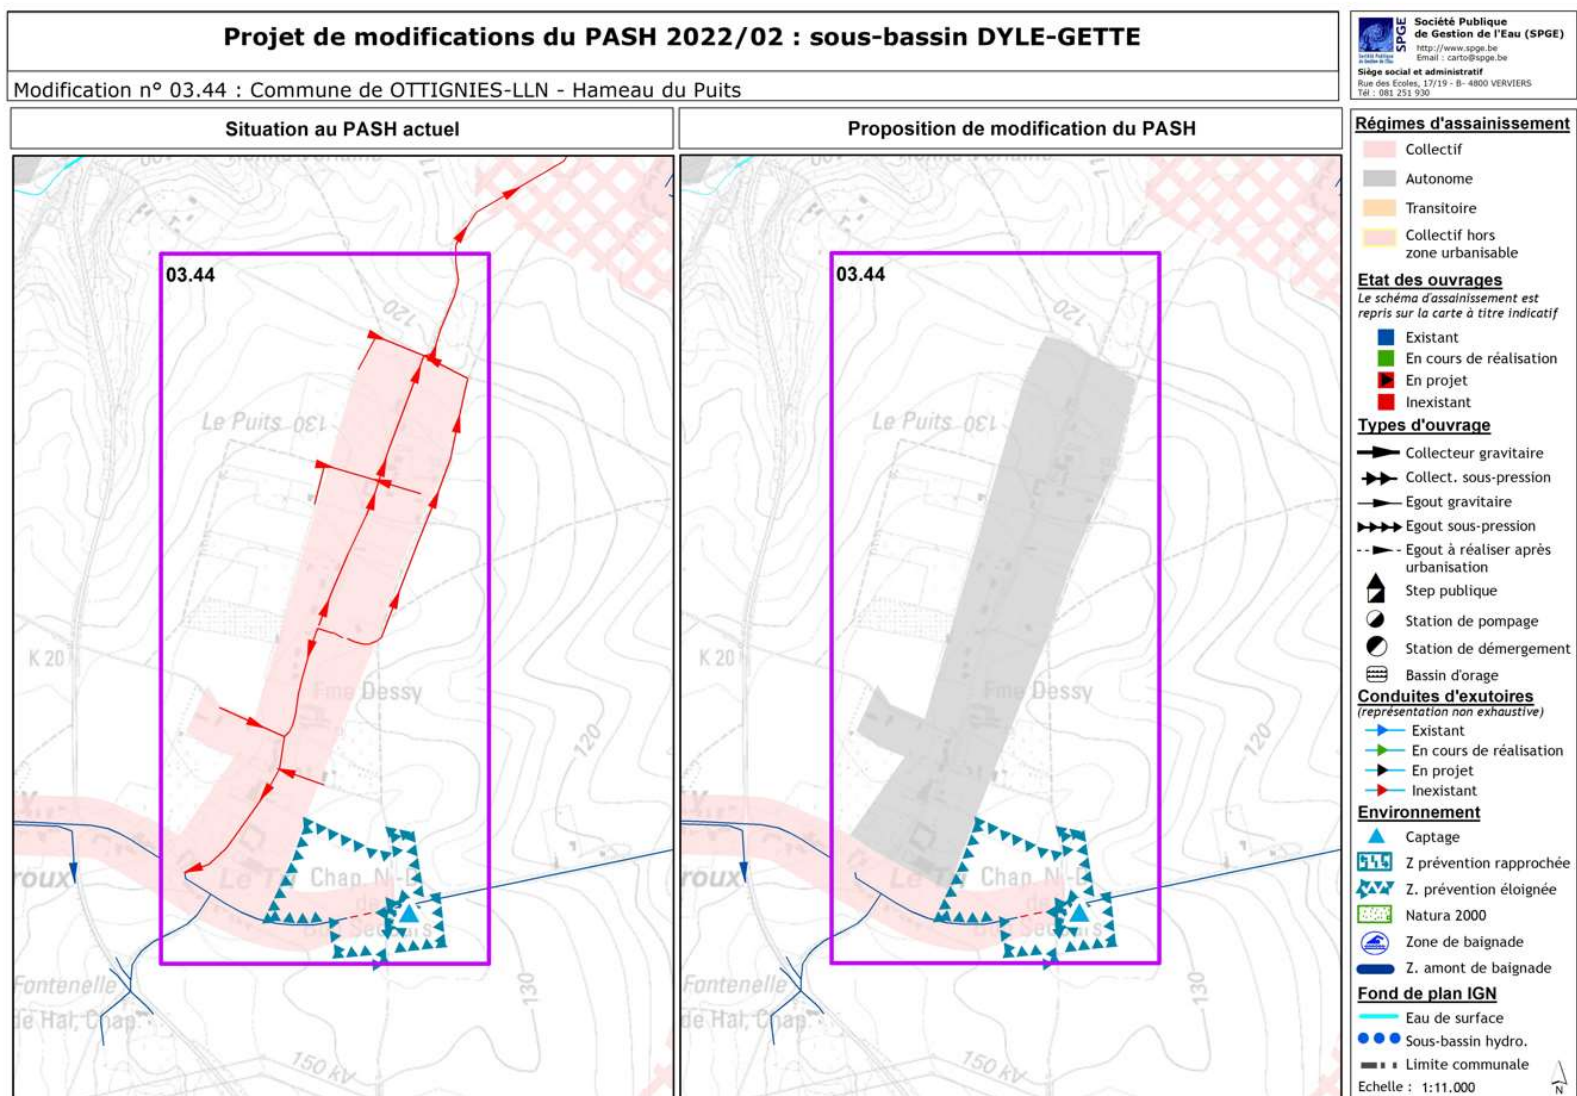 Projet de modifications du PASH 2022/02 : sous-bassin DYLE-GETTE
Modification n° 03.44 : Commune de OTTIGNIES-LLN - Hameau du Puits
SPGE
Société Publique
de Gestion de l'Eau (SPGE)
http://www.spge.be
Email : carto@spge.be
Siège social et administratif
Rue des Ecoles, 17/19 - B- 4800 VERVIERS
Tél : 081 251 930
Situation au PASH actuel
03.44
120
Le Puits
130
K 20
Fme Dessy
120
roux
Chap. N.-D.
Fontenelle
de Hal, Chap.
130
150 kV
Proposition de modification du PASH
03.44
120
Le Puits
130
K 20
Fme Dessy
120
roux
Chap. N.-D.
Fontenelle
de Hal, Chap.
130
150 kV
Régimes d'assainissement
Collectif
Autonome
Transitoire
Collectif hors
zone urbanisable
Etat des ouvrages
Le schéma d'assainissement est
repris sur la carte à titre indicatif
Existant
En cours de réalisation
En projet
Inexistant
Types d'ouvrage
Collecteur gravitaire
Collect. sous-pression
Egout gravitaire
Egout sous-pression
Egout à réaliser après
urbanisation
Step publique
Station de pompage
Station de démergement
Bassin d'orage
Conduites d'exutoires
(représentation non exhaustive)
Existant
En cours de réalisation
En projet
Inexistant
Environnement
Captage
Z prévention rapprochée
Z. prévention éloignée
Natura 2000
Zone de baignade
Z. amont de baignade
Fond de plan IGN
Eau de surface
Sous-bassin hydro.
Limite communale
Echelle : 1:11.000
N